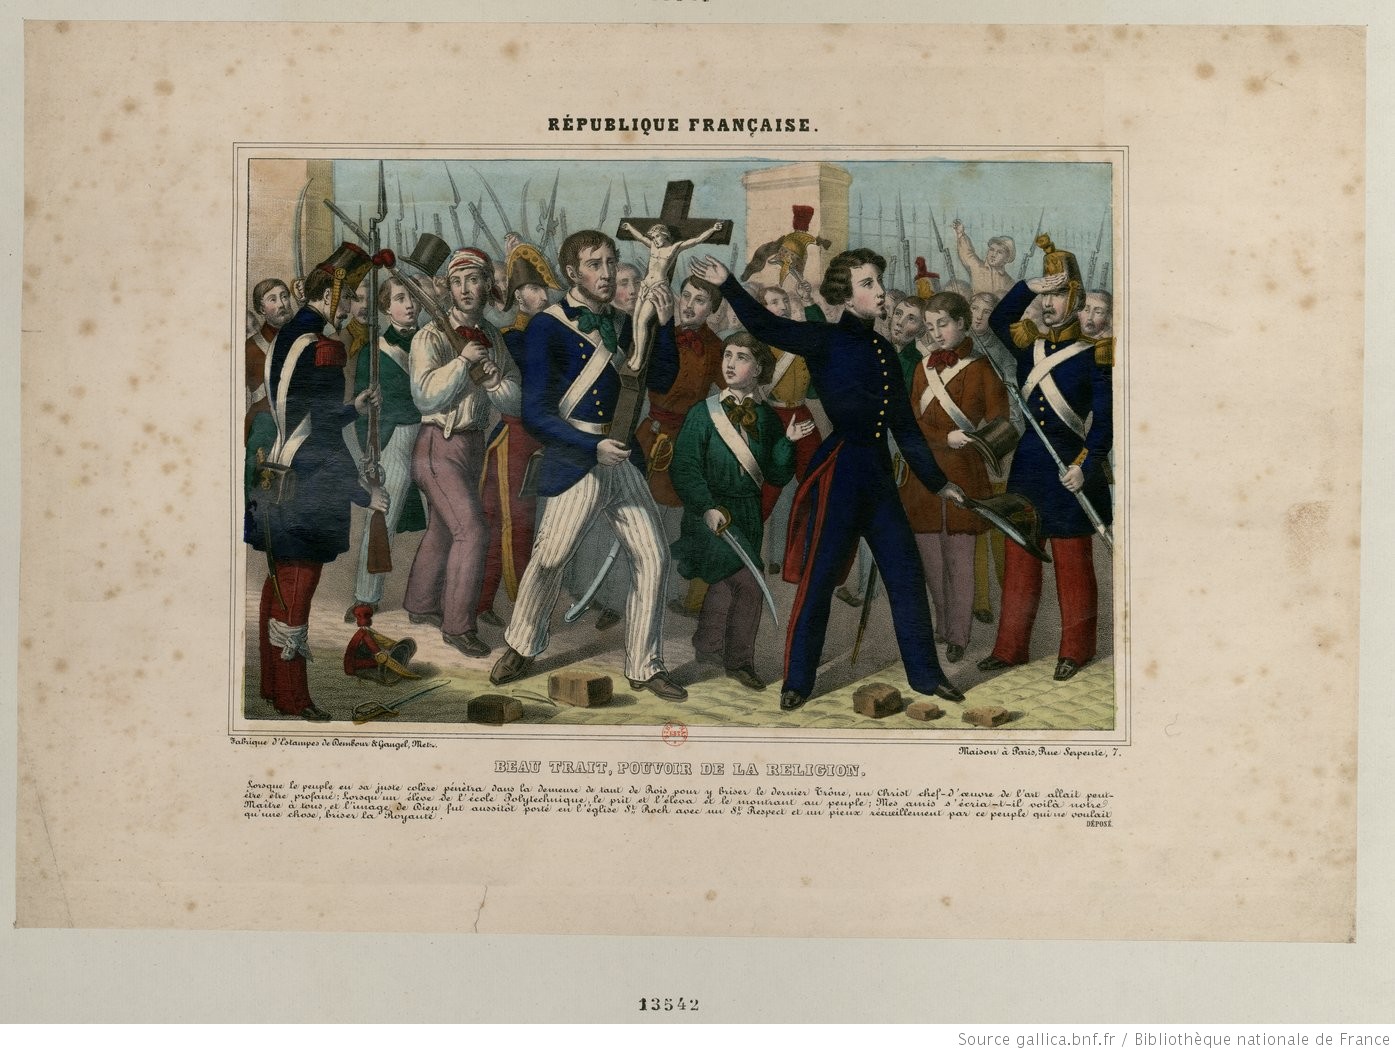 RÉPUBLIQUE FRANÇAISE.
Fabrique d'Estampes de Dembour & Gangel, Metz.
Maison à Paris, Rue Serpente, 7.
BEAU TRAIT, POUVOIR DE LA RELIGION.
Lorsque le peuple en sa juste colère pénètra dans la demeure de tant de Rois pour y briser le dernier Trône, un Christ chef-d'œuvre de l'art allait peut-
être être profané; Lorsqu'un élève de l'école Polytechnique, le prit et l'éleva et le montrant au peuple; Mes amis s'écria-t-il voilà notre
Maître à tous, et l'image de Dieu fut aussitôt porté en l'église St. Roch avec un St. Respect et un pieux recueillement par ce peuple qui ne voulait
qu'une chose, briser la Royauté.
DÉPOSÉ
13542
Source gallica.bnf.fr / Bibliothèque nationale de France